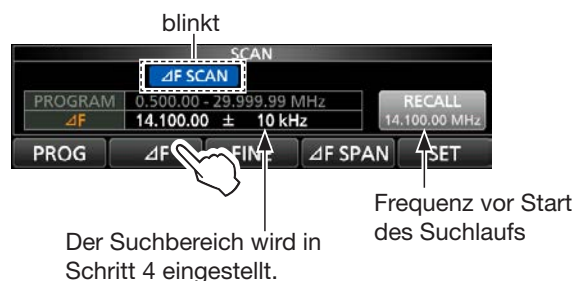 blinkt
SCAN
⊿F SCAN
PROGRAM 0.500.00 - 29.999.99 MHz
⊿F 14.100.00 ± 10 kHz
RECALL
14.100.00 MHz
PROG ⊿F FINE ⊿F SPAN SET
Frequenz vor Start
des Suchlaufs
Der Suchbereich wird in
Schritt 4 eingestellt.